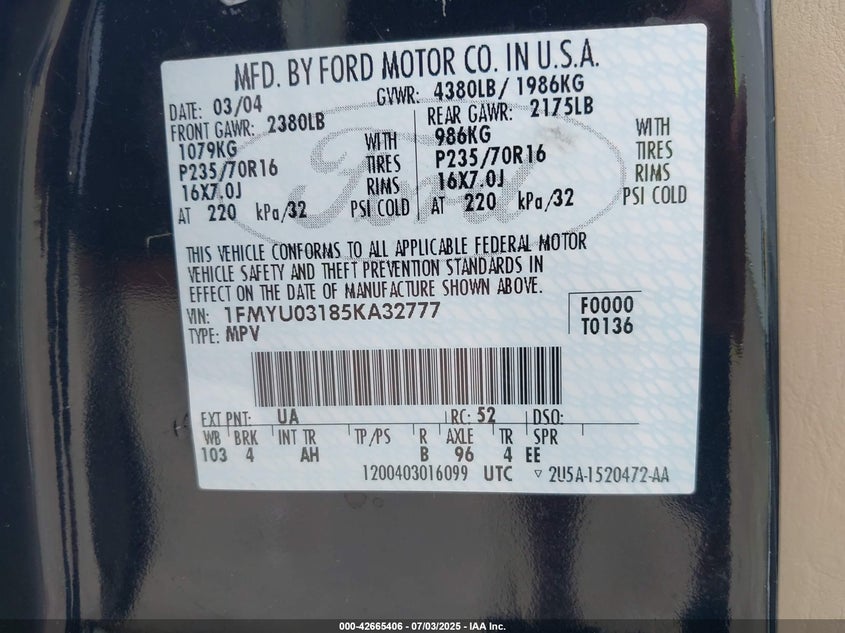 MFD. BY FORD MOTOR CO. IN U.S.A.
DATE: 03/04 GVWR: 4380LB/ 1986KG
FRONT GAWR: 2380LB REAR GAWR: 2175LB
1079KG WITH 986KG WITH
P235/70R16 TIRES P235/70R16 TIRES
16X7.0J RIMS 16X7.0J RIMS
AT 220 kPa/32 PSI COLD AT 220 kPa/32 PSI COLD
Ford
THIS VEHICLE CONFORMS TO ALL APPLICABLE FEDERAL MOTOR
VEHICLE SAFETY AND THEFT PREVENTION STANDARDS IN
EFFECT ON THE DATE OF MANUFACTURE SHOWN ABOVE.
VIN: 1FMYU03185KA32777 F0000
TYPE: MPV T0136
EXT PNT: UA RC: 52 DSO:
WB BRK INT TR TP/PS R AXLE TR SPR
103 4 AH B 96 4 EE
1200403016099 UTC ▽ 2U5A-1520472-AA
000-42665406 - 07/03/2025 - IAA Inc.